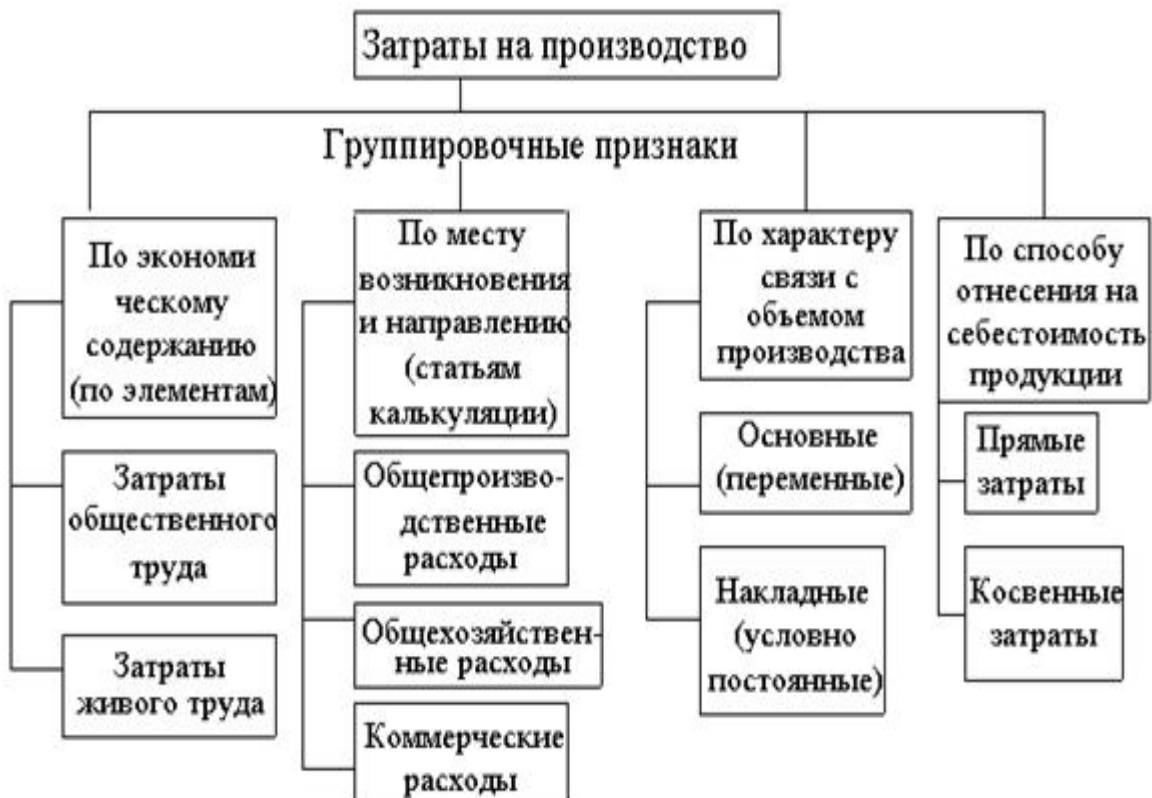 Затраты на производство
Группировочные признаки
По экономи
ческому
содержанию
(по элементам)
Затраты
общественного
труда
Затраты
живого труда
По месту
возникновения
и направлению
(статьям
калькуляции)
Общепроизво-
дственные
расходы
Общехозяйствен-
ные расходы
Коммерческие
расходы
По характеру
связи с
объемом
производства
Основные
(переменные)
Накладные
(условно
постоянные)
По способу
отнесения на
себестоимость
продукции
Прямые
затраты
Косвенные
затраты